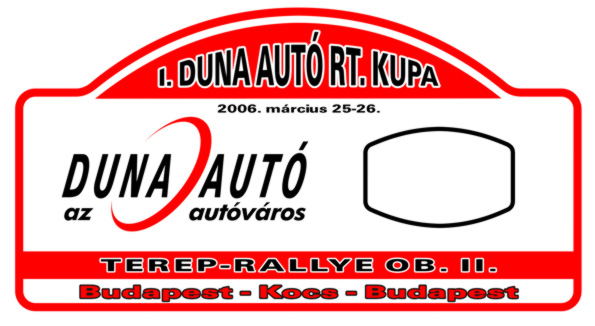 I. DUNA AUTÓ RT. KUPA
2006. március 25-26.
DUNA AUTÓ
az autóváros
TEREP-RALLYE OB. II.
Budapest - Kocs - Budapest